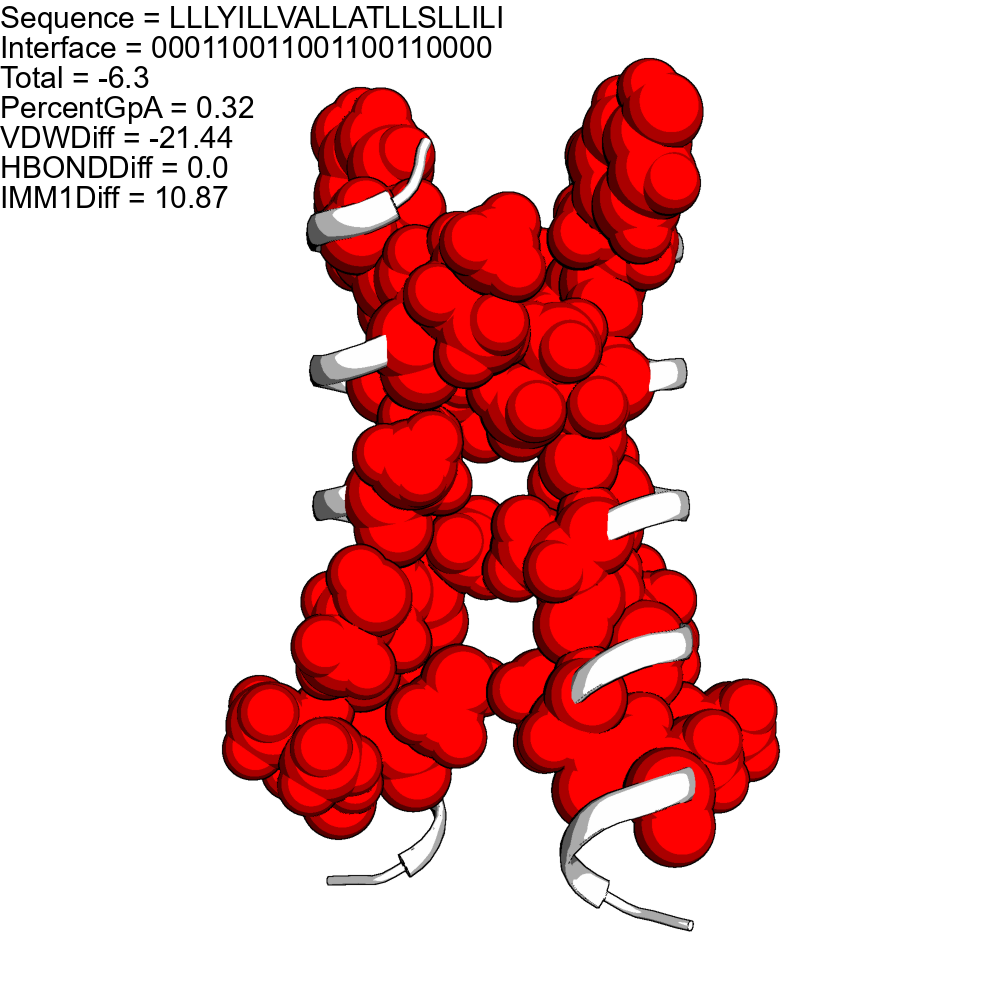 Sequence = LLLYILLVALLATLLSLLILI
Interface = 000110011001100110000
Total = -6.3
PercentGpA = 0.32
VDWDiff = -21.44
HBONDDiff = 0.0
IMM1Diff = 10.87